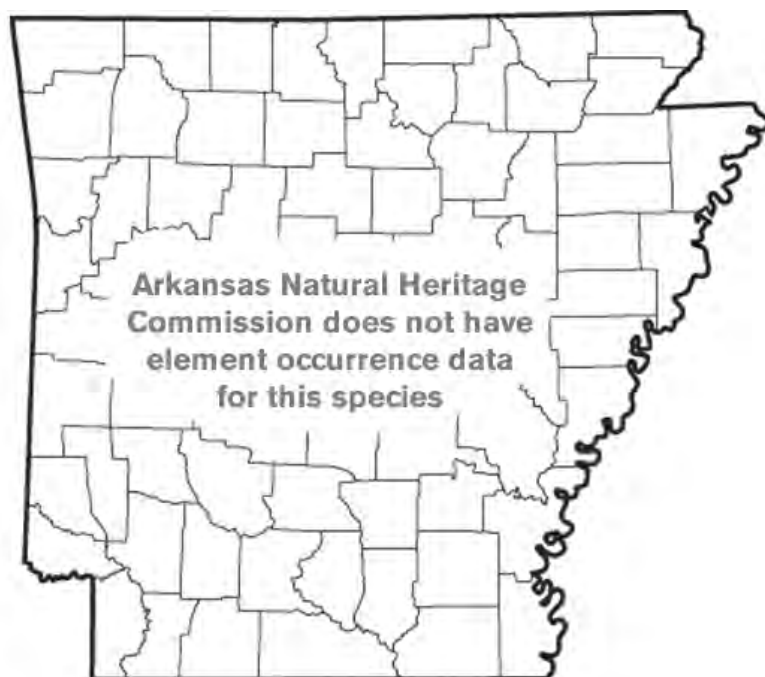 Arkansas Natural Heritage
Commission does not have
element occurrence data
for this species